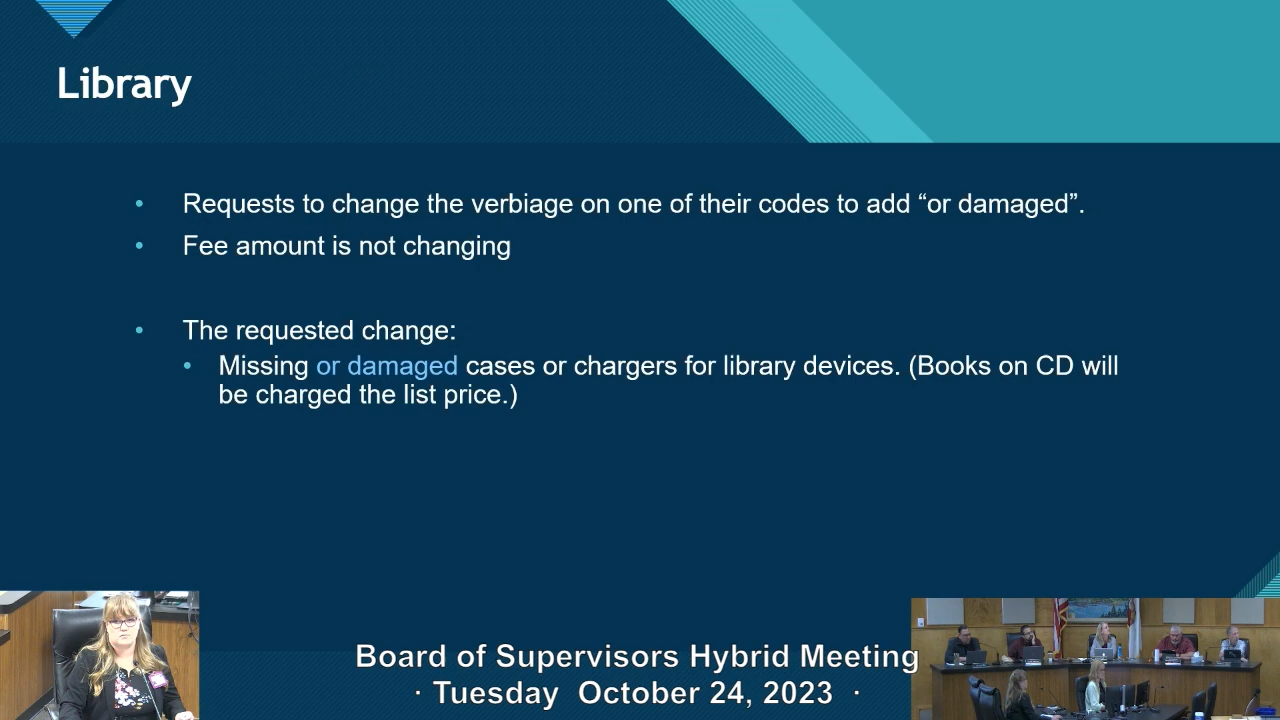 Library
• Requests to change the verbiage on one of their codes to add “or damaged”.
• Fee amount is not changing
• The requested change:
• Missing or damaged cases or chargers for library devices. (Books on CD will
be charged the list price.)
Board of Supervisors Hybrid Meeting
· Tuesday October 24, 2023 ·